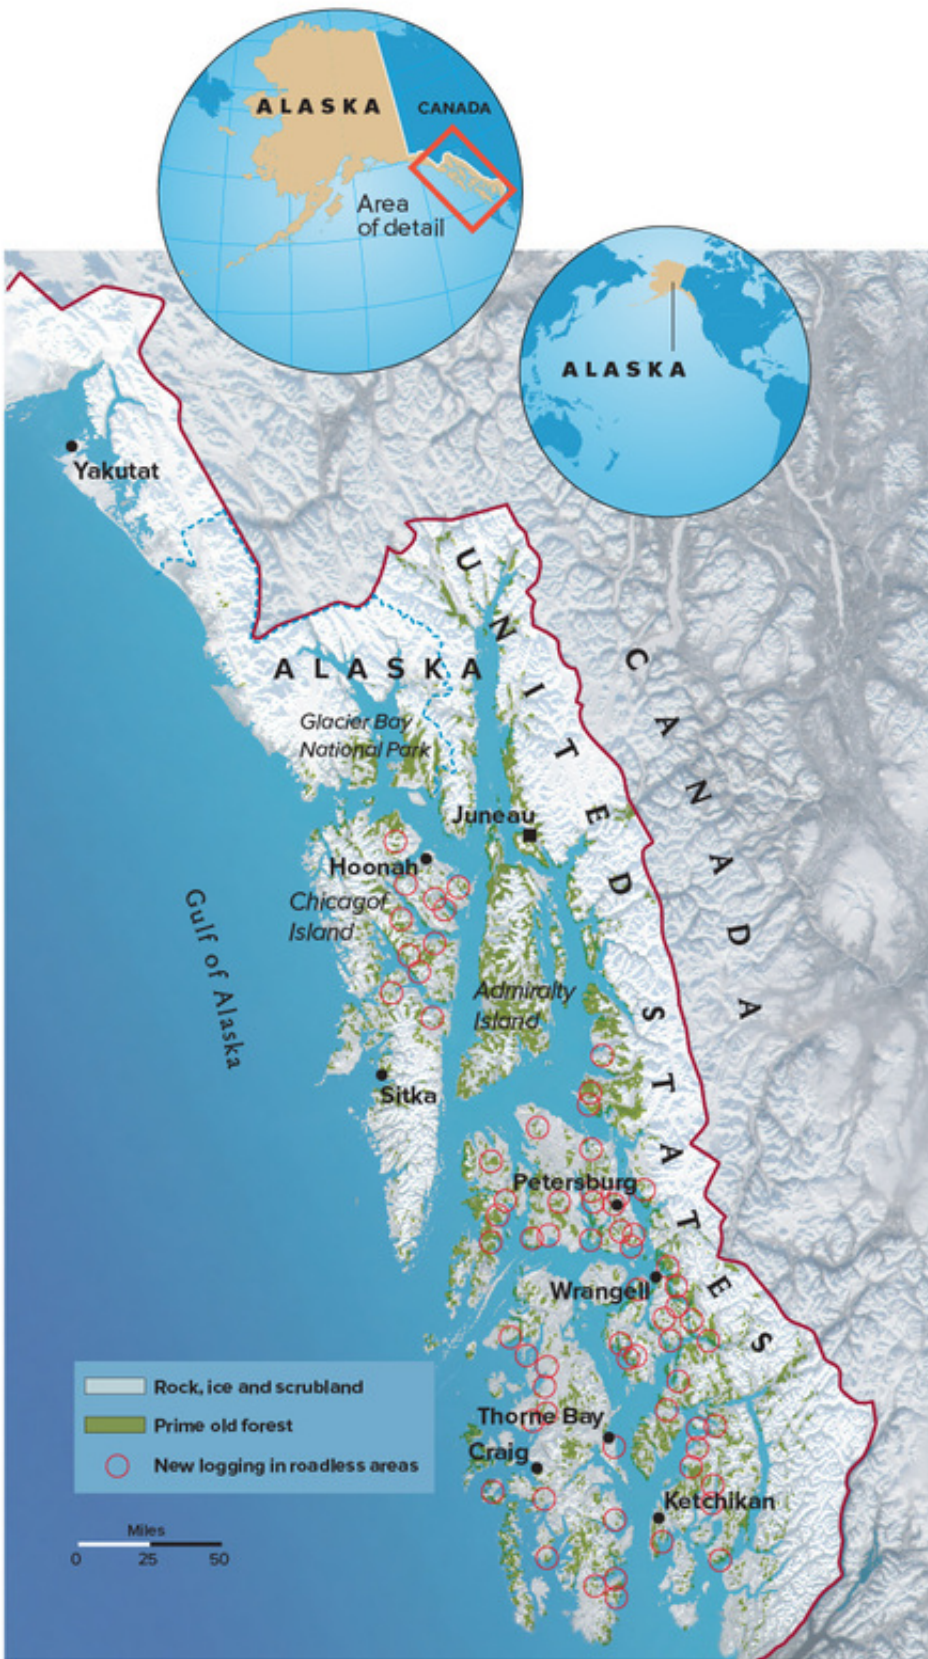 ALASKA
CANADA
Area
of detail
ALASKA
Yakutat
UNITED STATES
CANADA
ALASKA
Glacier Bay
National Park
Juneau
Hoonah
Chicagof
Island
Gulf of Alaska
Admiralty
Island
Sitka
Petersburg
Wrangell
Rock, ice and scrubland
Prime old forest
New logging in roadless areas
Thorne Bay
Craig
Ketchikan
Miles
0 25 50